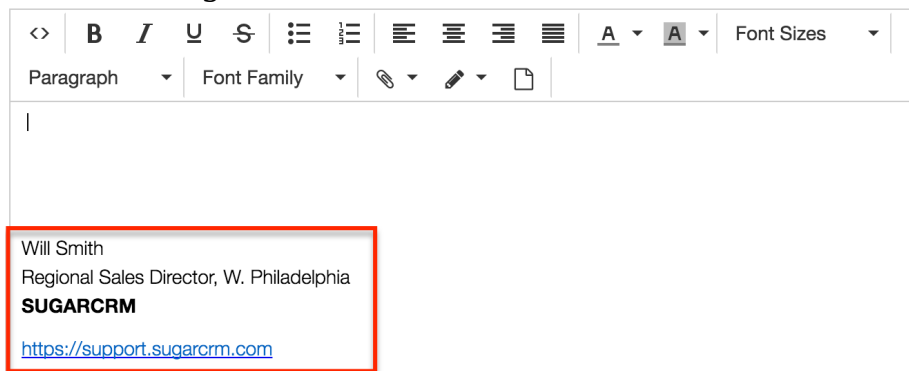 B I U S A A Font Sizes
Paragraph Font Family
Will Smith
Regional Sales Director, W. Philadelphia
SUGARCRM
https://support.sugarcrm.com